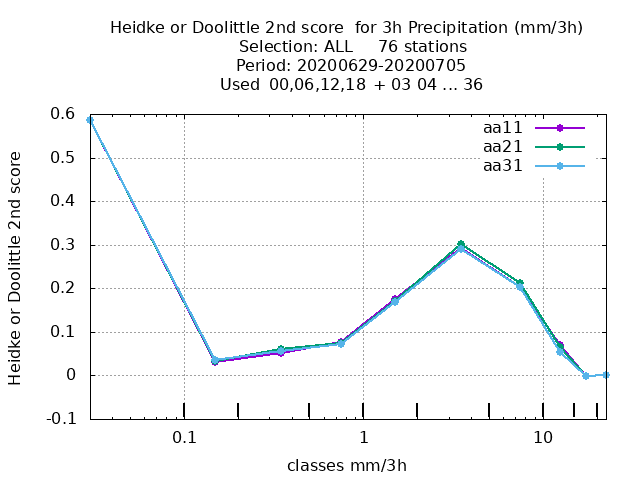 Heidke or Doolittle 2nd score  for 3h Precipitation (mm/3h)
Selection: ALL     76 stations
Period: 20200629-20200705
Used  00,06,12,18  + 03 04 ... 36
aa11
aa21
aa31
Heidke or Doolittle 2nd score
0.6
0.5
0.4
0.3
0.2
0.1
0
-0.1
0.1
1
10
classes mm/3h